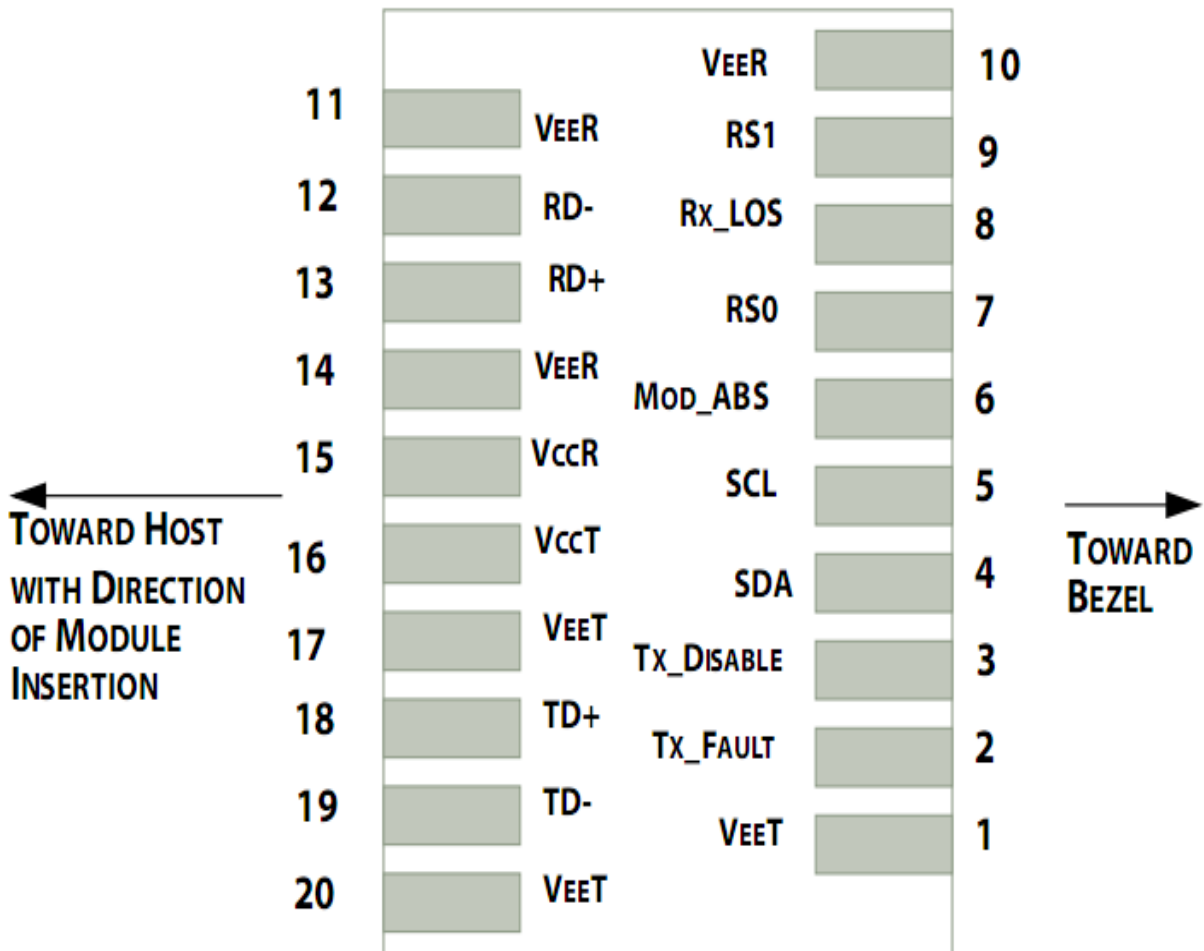 VEER 10
11 VEER
RS1 9
12 RD-
Rx_LOS 8
13 RD+
RS0 7
14 VEER
MOD_ABS 6
15 VccR
SCL 5
16 VccT
SDA 4
17 VEET
TX_DISABLE 3
18 TD+
TX_FAULT 2
19 TD-
VEET 1
20 VEET
TOWARD HOST
WITH DIRECTION
OF MODULE
INSERTION
TOWARD
BEZEL